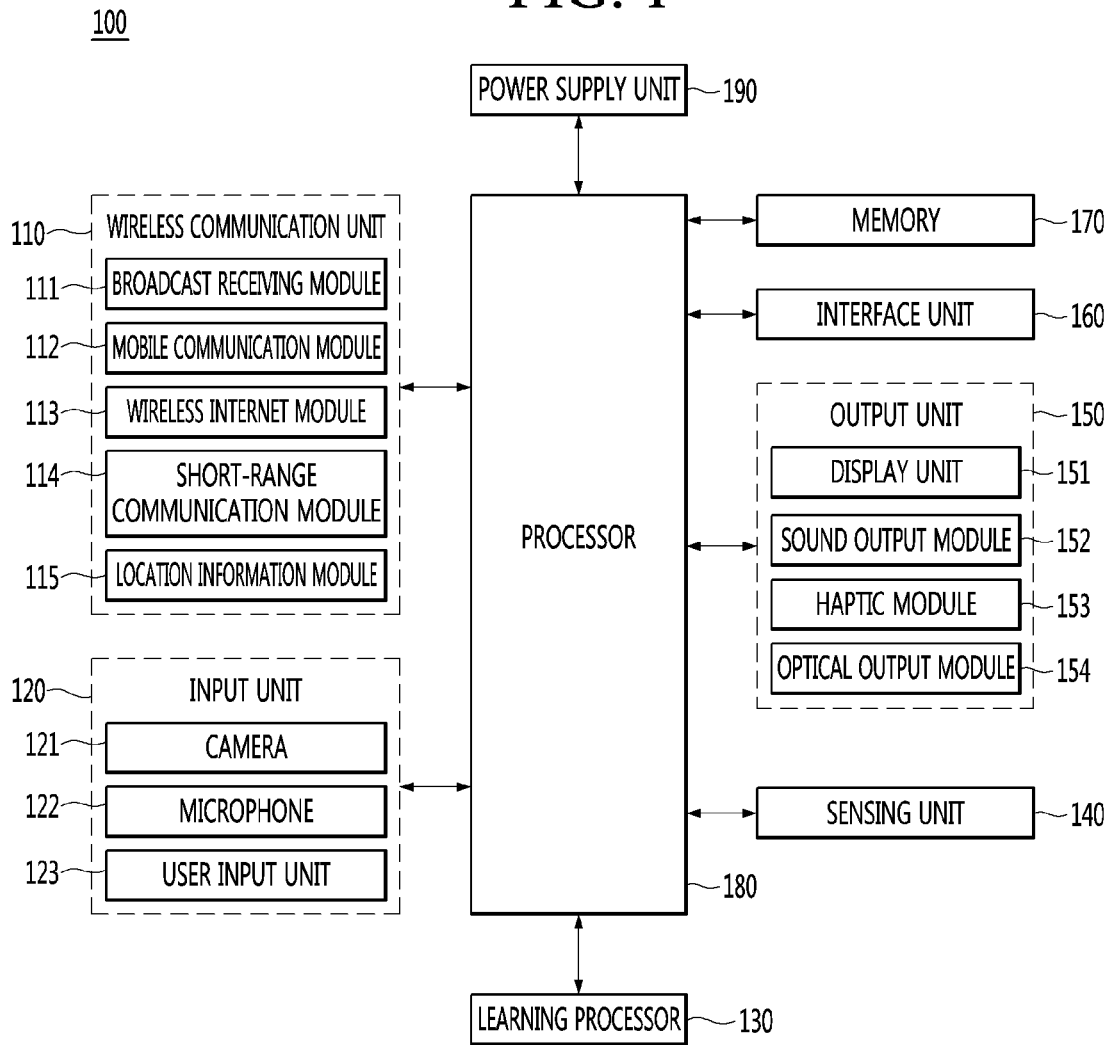 100
POWER SUPPLY UNIT
190
110
WIRELESS COMMUNICATION UNIT
111
BROADCAST RECEIVING MODULE
112
MOBILE COMMUNICATION MODULE
113
WIRELESS INTERNET MODULE
114
SHORT-RANGE
COMMUNICATION MODULE
115
LOCATION INFORMATION MODULE
120
INPUT UNIT
121
CAMERA
122
MICROPHONE
123
USER INPUT UNIT
PROCESSOR
180
MEMORY
170
INTERFACE UNIT
160
OUTPUT UNIT
150
DISPLAY UNIT
151
SOUND OUTPUT MODULE
152
HAPTIC MODULE
153
OPTICAL OUTPUT MODULE
154
SENSING UNIT
140
LEARNING PROCESSOR
130